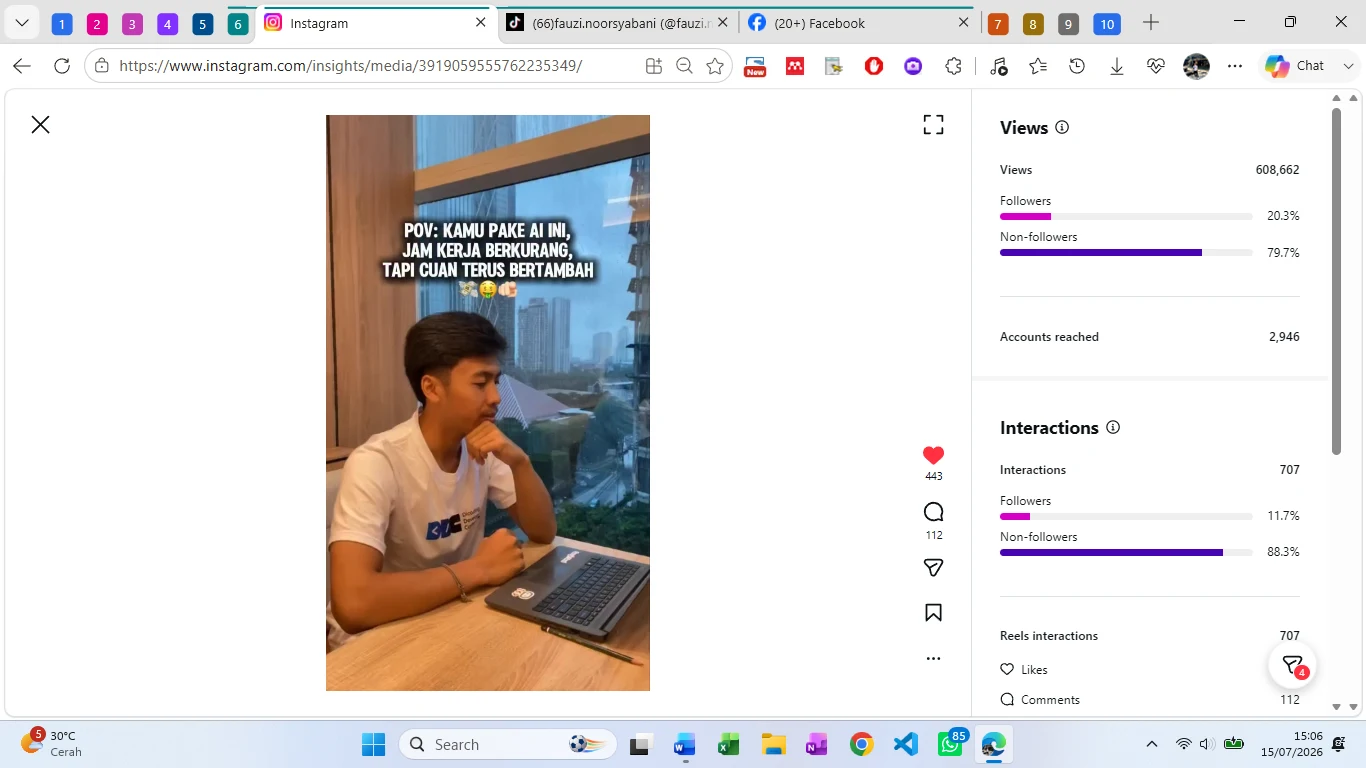 1
2
3
4
5
6
Instagram
(66)fauzi.noorsyabani (@fauzi.n
(20+) Facebook
7
8
9
10
https://www.instagram.com/insights/media/3919059555762235349/
New
Chat
POV: KAMU PAKE AI INI,
JAM KERJA BERKURANG,
TAPI CUAN TERUS BERTAMBAH
443
112
Views
Views 608,662
Followers
20.3%
Non-followers
79.7%
Accounts reached 2,946
Interactions
Interactions 707
Followers
11.7%
Non-followers
88.3%
Reels interactions 707
Likes
Comments 112
4
5
30°C
Cerah
Search
85
15:06
15/07/2026